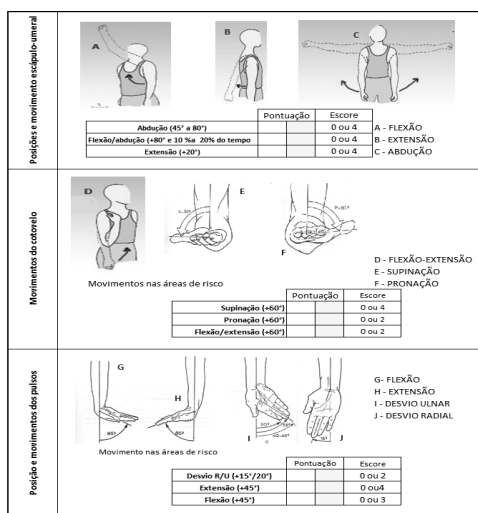 Posições e movimento escápulo-umeral
A
B
C
Pontuação Escore
Abdução (45° a 80°) 0 ou 4
Flexão/abdução (+80° e 10 %a 20% do tempo 0 ou 4
Extensão (+20°) 0 ou 4
A - FLEXÃO
B - EXTENSÃO
C - ABDUÇÃO
Movimentos do cotovelo
D
E
F
Movimentos nas áreas de risco
D - FLEXÃO-EXTENSÃO
E - SUPINAÇÃO
F - PRONAÇÃO
Pontuação Escore
Supinação (+60°) 0 ou 4
Pronação (+60°) 0 ou 2
Flexão/extensão (+60°) 0 ou 2
Posição e movimentos dos pulsos
G
H
I
J
85°
85°
30°
15°
Movimento nas áreas de risco
G- FLEXÃO
H - EXTENSÃO
I - DESVIO ULNAR
J - DESVIO RADIAL
Pontuação Escore
Desvio R/U (+15°/20°) 0 ou 2
Extensão (+45°) 0 ou4
Flexão (+45°) 0 ou 3